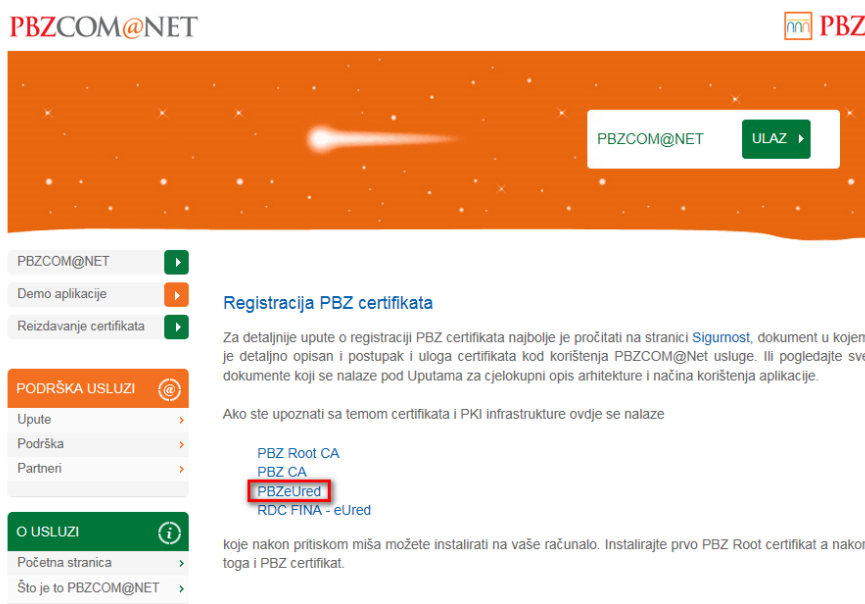 PBZCOM@NET
PBZ
PBZCOM@NET
ULAZ
PBZCOM@NET
Demo aplikacije
Reizdavanje certifikata
PODRŠKA USLUZI
Upute
Podrška
Partneri
O USLUZI
Početna stranica
Što je to PBZCOM@NET
Registracija PBZ certifikata
Za detaljnije upute o registraciji PBZ certifikata najbolje je pročitati na stranici Sigurnost, dokument u kojem
je detaljno opisan i postupak i uloga certifikata kod korištenja PBZCOM@Net usluge. Ili pogledajte sve
dokumente koji se nalaze pod Uputama za cjelokupni opis arhitekture i načina korištenja aplikacije.
Ako ste upoznati sa temom certifikata i PKI infrastrukture ovdje se nalaze
PBZ Root CA
PBZ CA
PBZeUred
RDC FINA - eUred
koje nakon pritiskom miša možete instalirati na vaše računalo. Instalirajte prvo PBZ Root certifikat a nakon
toga i PBZ certifikat.